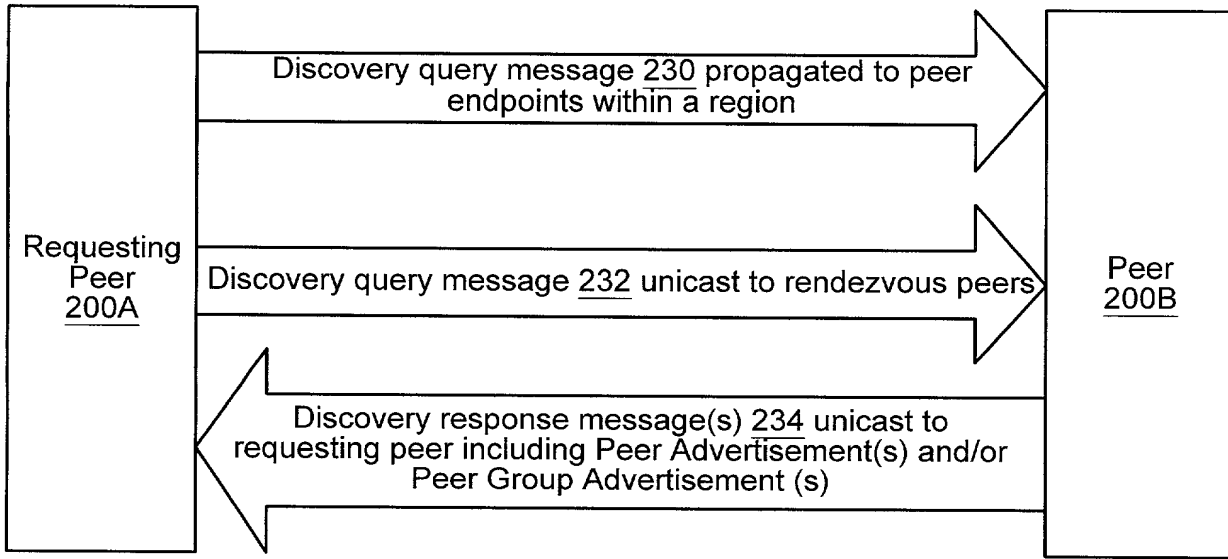 Discovery query message 230 propagated to peer
endpoints within a region
Requesting
Peer
200A
Discovery query message 232 unicast to rendezvous peers
Peer
200B
Discovery response message(s) 234 unicast to
requesting peer including Peer Advertisement(s) and/or
Peer Group Advertisement (s)